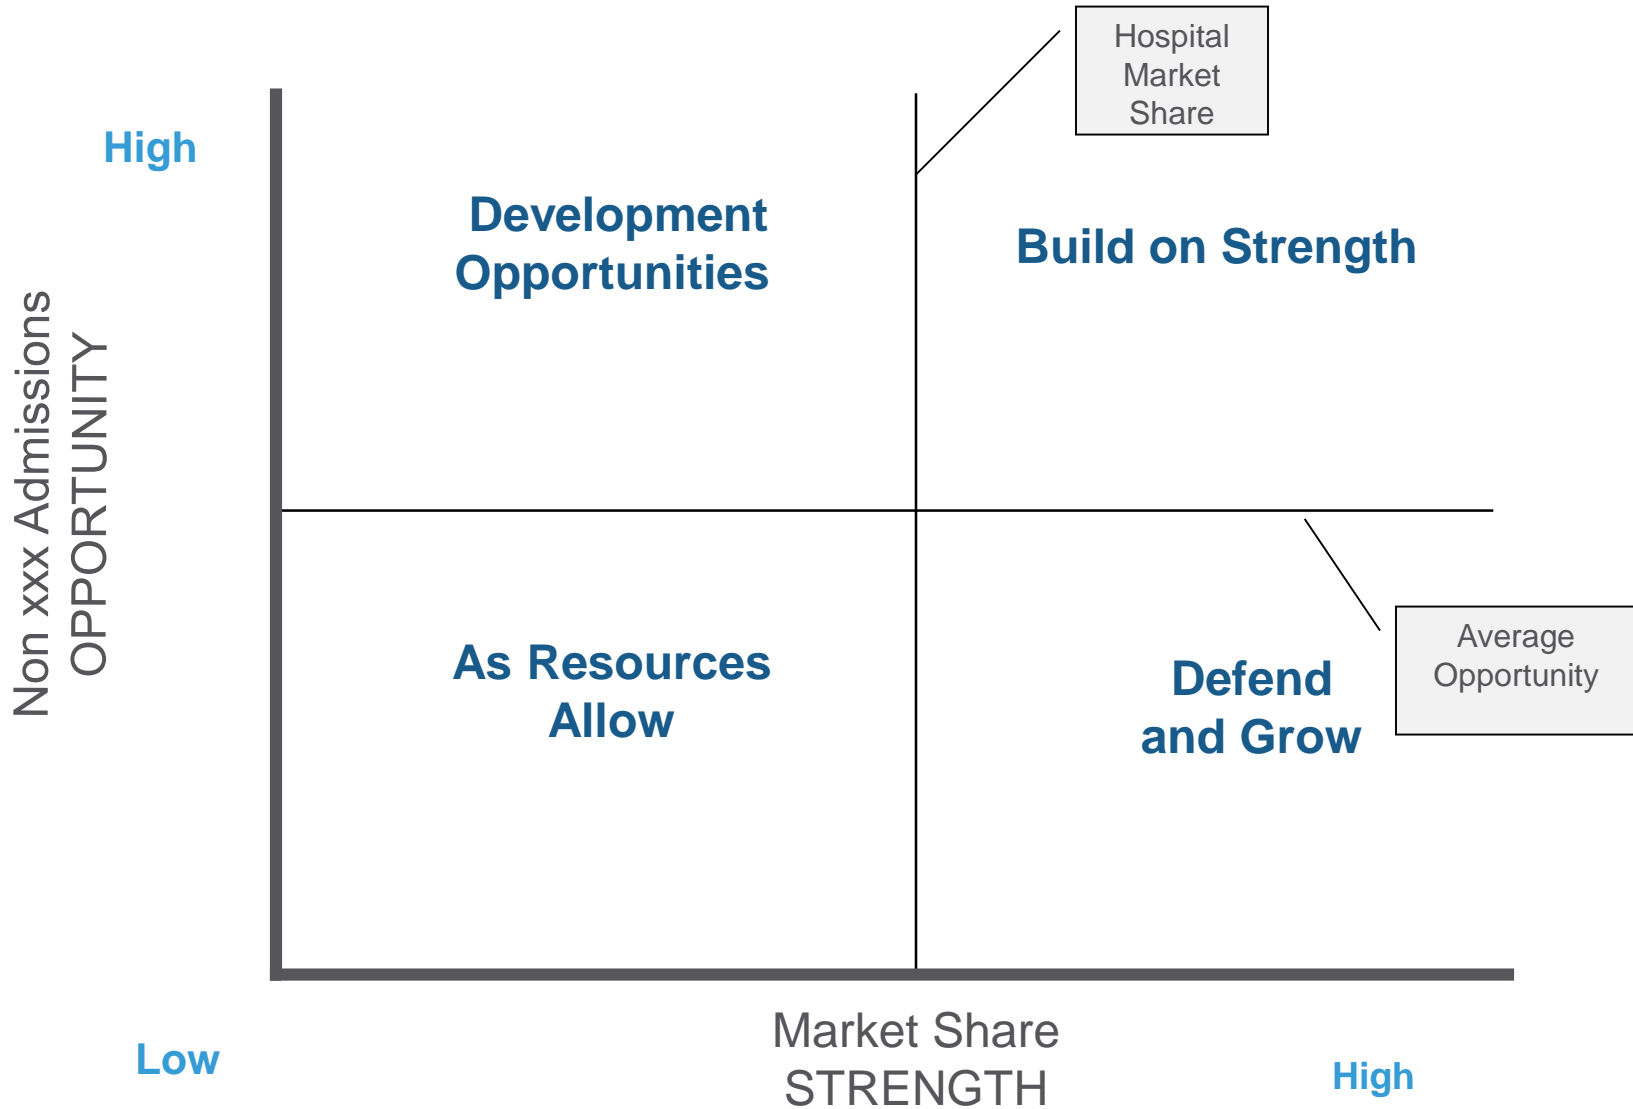 Hospital
Market
Share
High
Development
Opportunities
Build on Strength
Non xxx Admissions
OPPORTUNITY
As Resources
Allow
Defend
and Grow
Average
Opportunity
Low
Market Share
STRENGTH
High